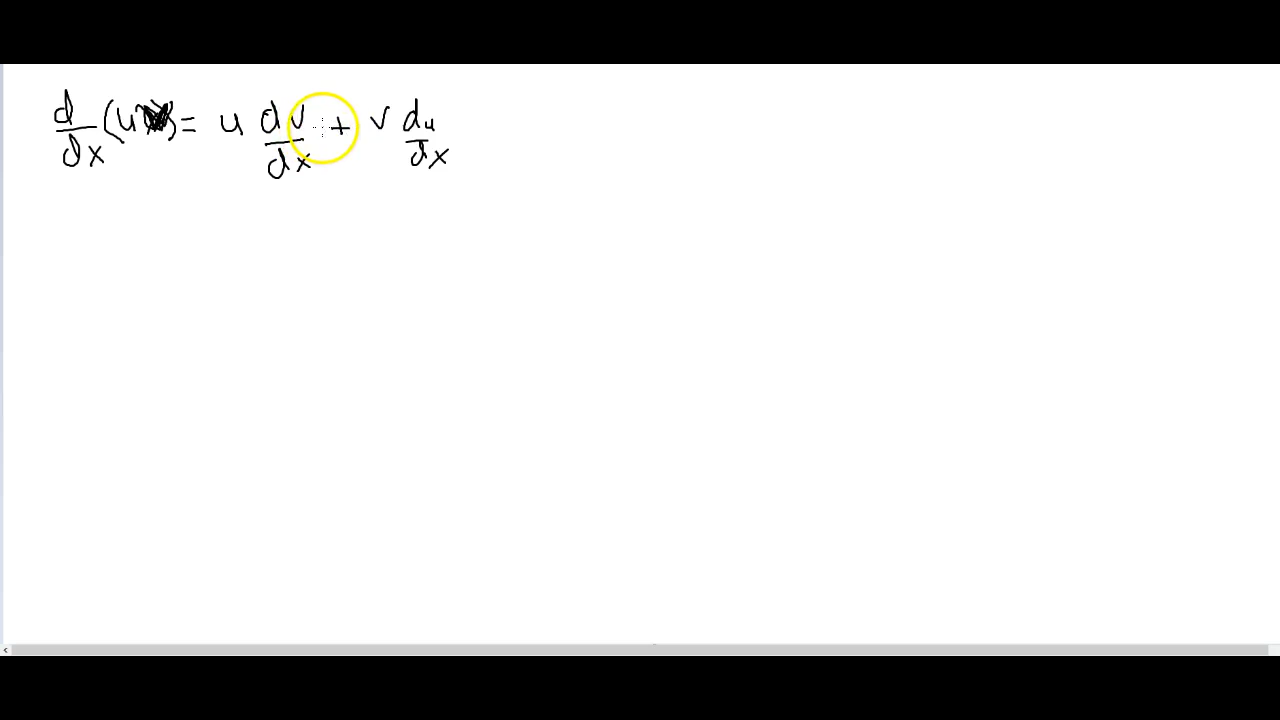 d/dx (u) = u dv/dx + v du/dx